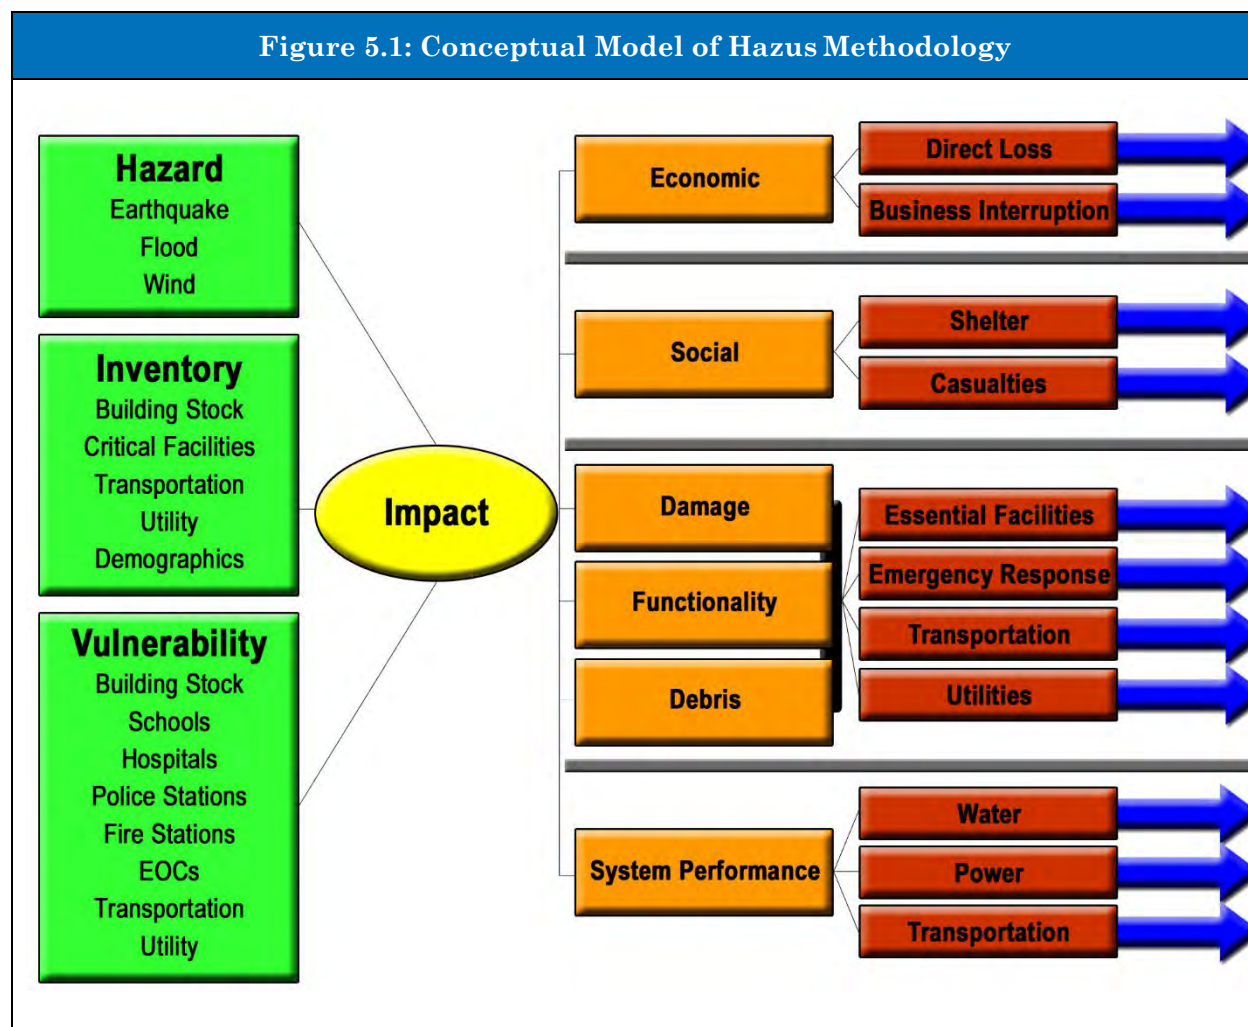 Figure 5.1: Conceptual Model of Hazus Methodology
Hazard
Earthquake
Flood
Wind
Inventory
Building Stock
Critical Facilities
Transportation
Utility
Demographics
Vulnerability
Building Stock
Schools
Hospitals
Police Stations
Fire Stations
EOCs
Transportation
Utility
Impact
Economic
Direct Loss
Business Interruption
Social
Shelter
Casualties
Damage
Functionality
Debris
Essential Facilities
Emergency Response
Transportation
Utilities
System Performance
Water
Power
Transportation